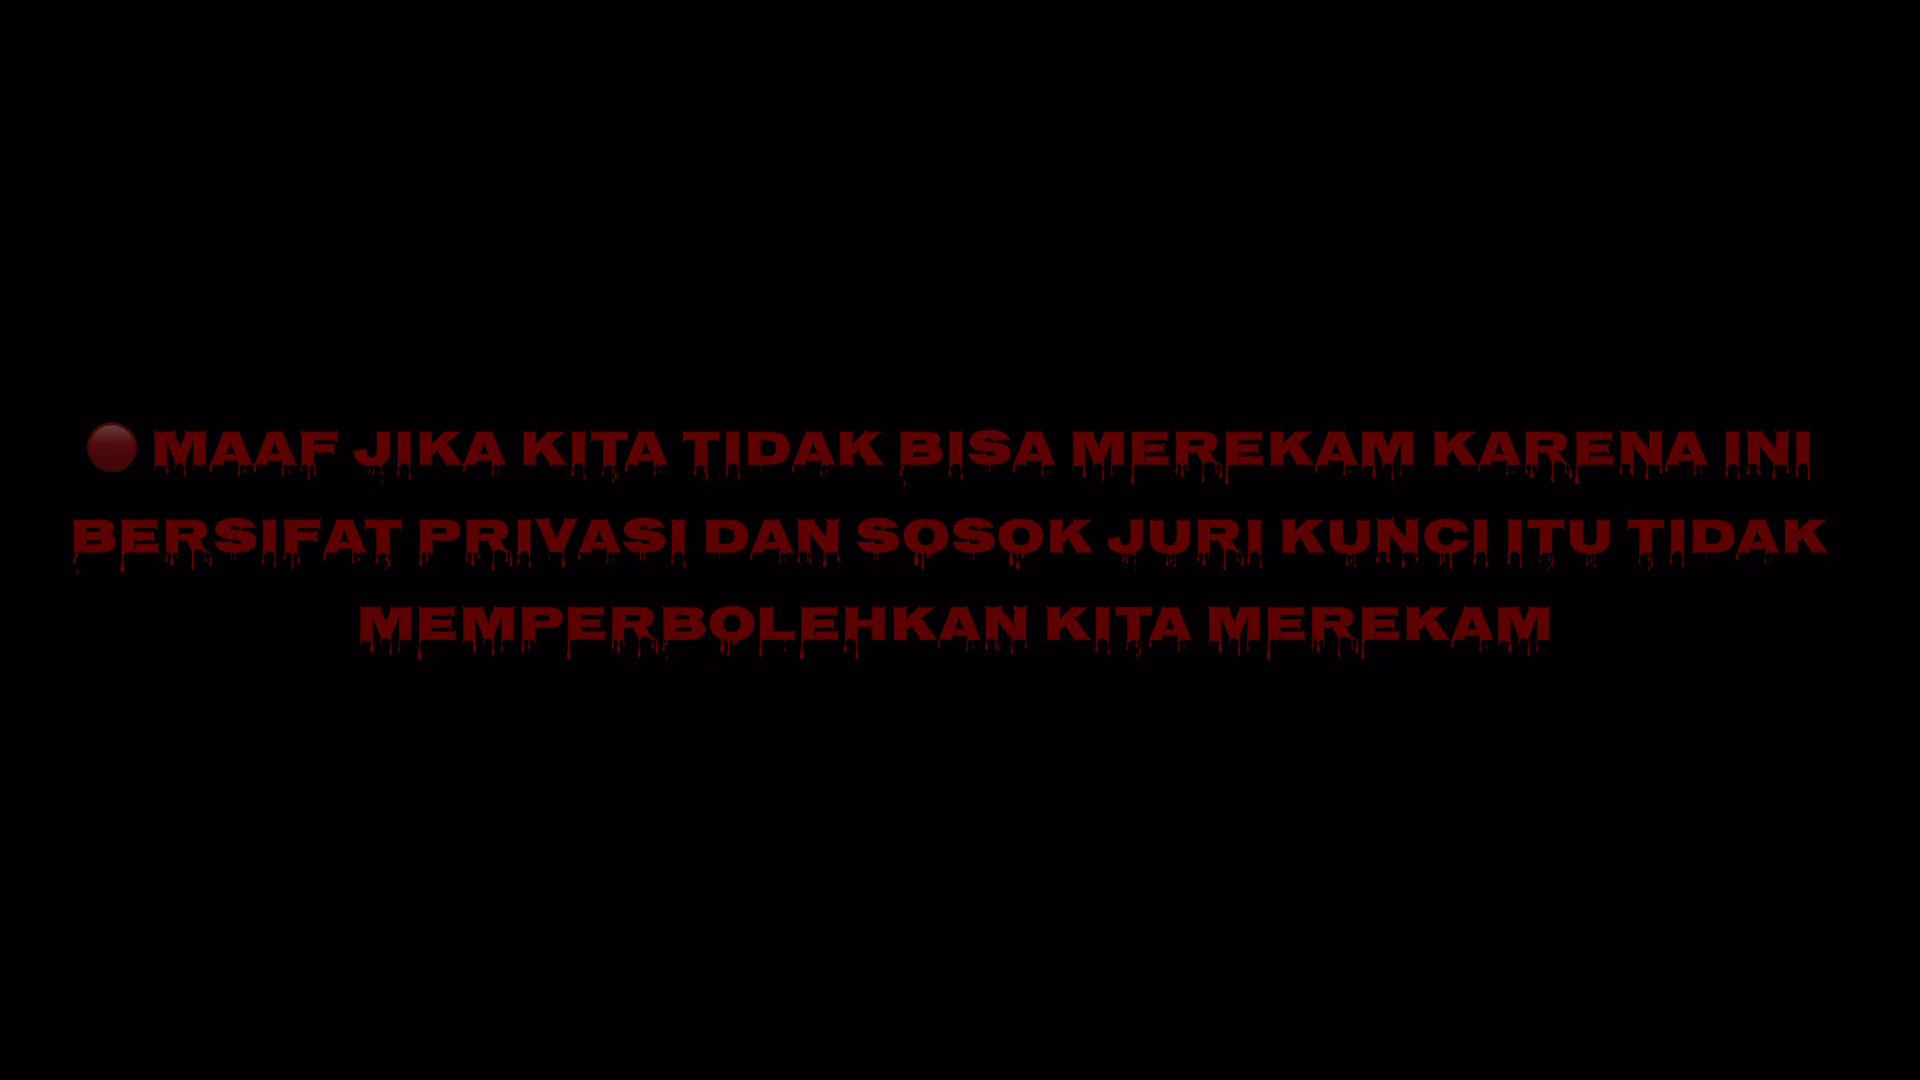 🔴 MAAF JIKA KITA TIDAK BISA MEREKAM KARENA INI
BERSIFAT PRIVASI DAN SOSOK JURI KUNCI ITU TIDAK
MEMPERBOLEHKAN KITA MEREKAM